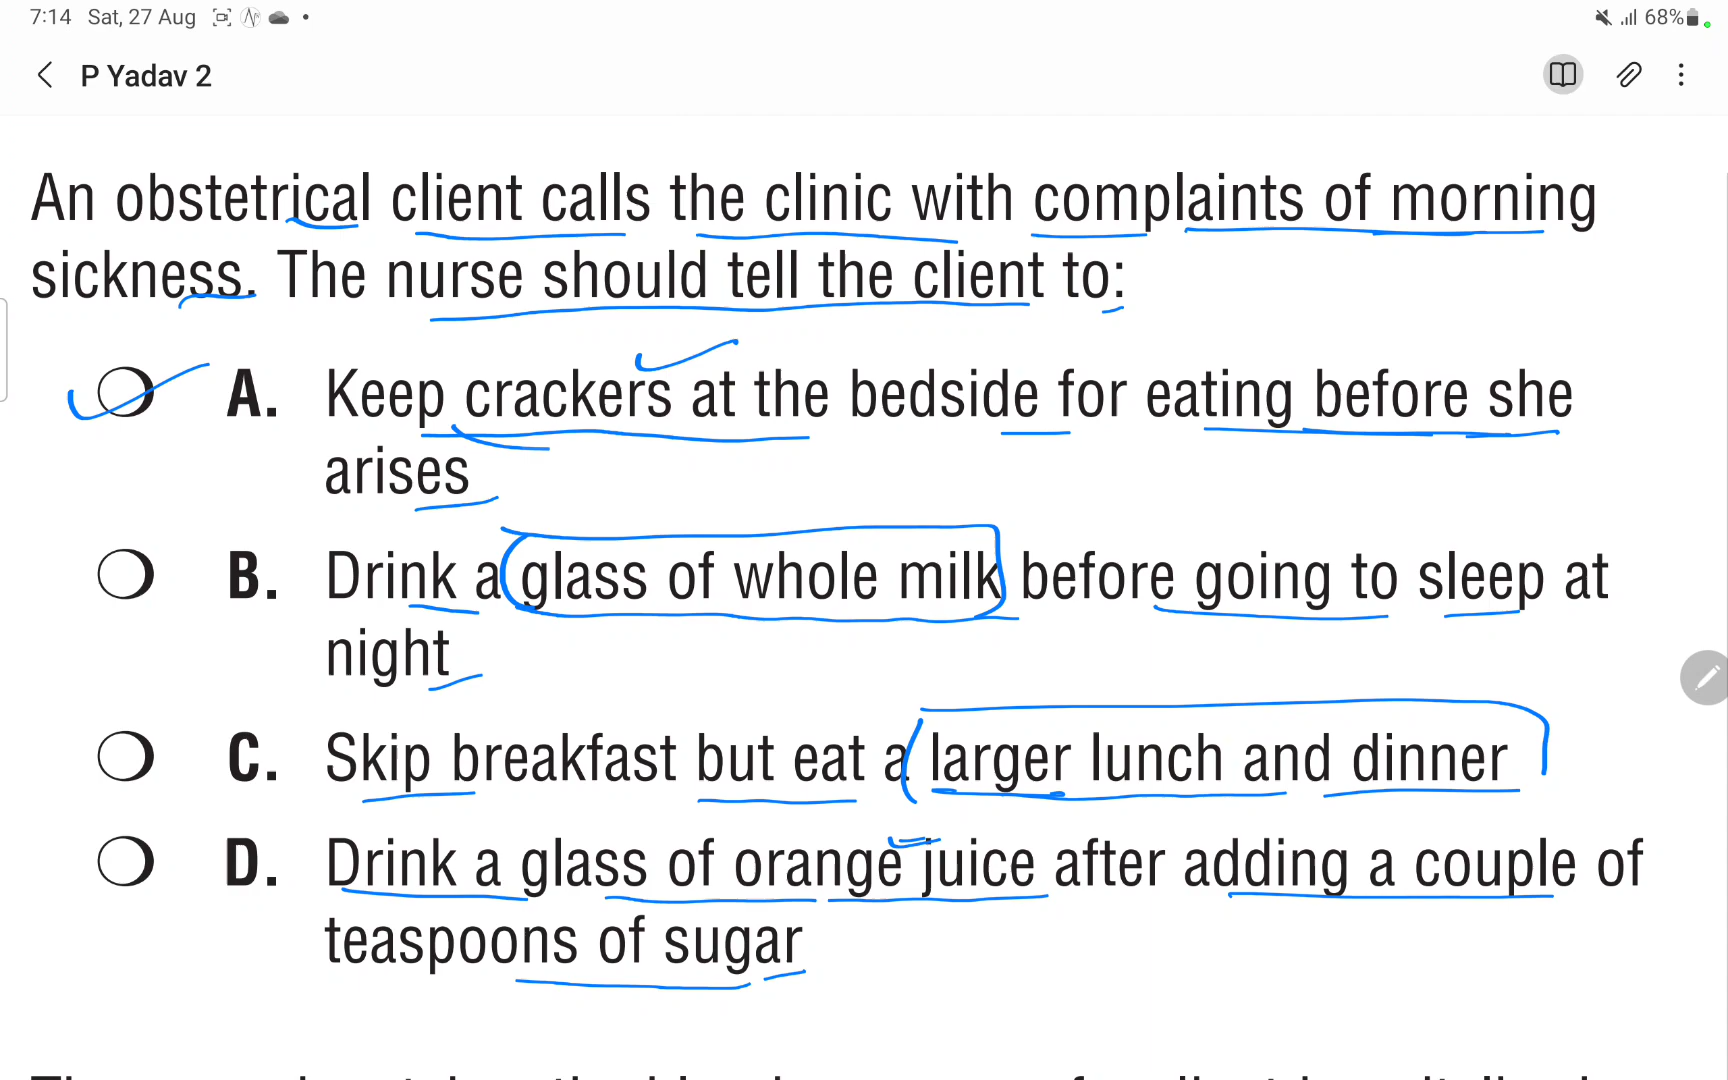 7:14 Sat, 27 Aug 68%
P Yadav 2
An obstetrical client calls the clinic with complaints of morning
sickness. The nurse should tell the client to:
A. Keep crackers at the bedside for eating before she
arises
B. Drink a glass of whole milk before going to sleep at
night
C. Skip breakfast but eat a larger lunch and dinner
D. Drink a glass of orange juice after adding a couple of
teaspoons of sugar